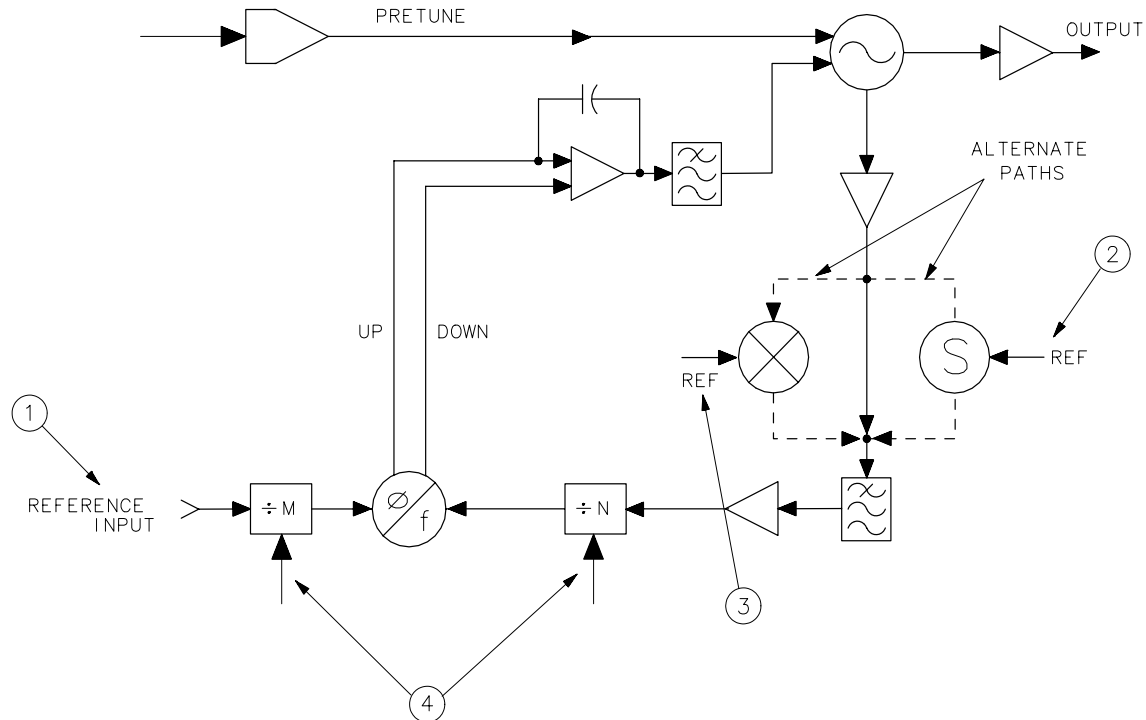 PRETUNE
OUTPUT
ALTERNATE
PATHS
2
UP
DOWN
REF
S
REF
1
REFERENCE
INPUT
÷ M
ø
f
÷ N
3
4